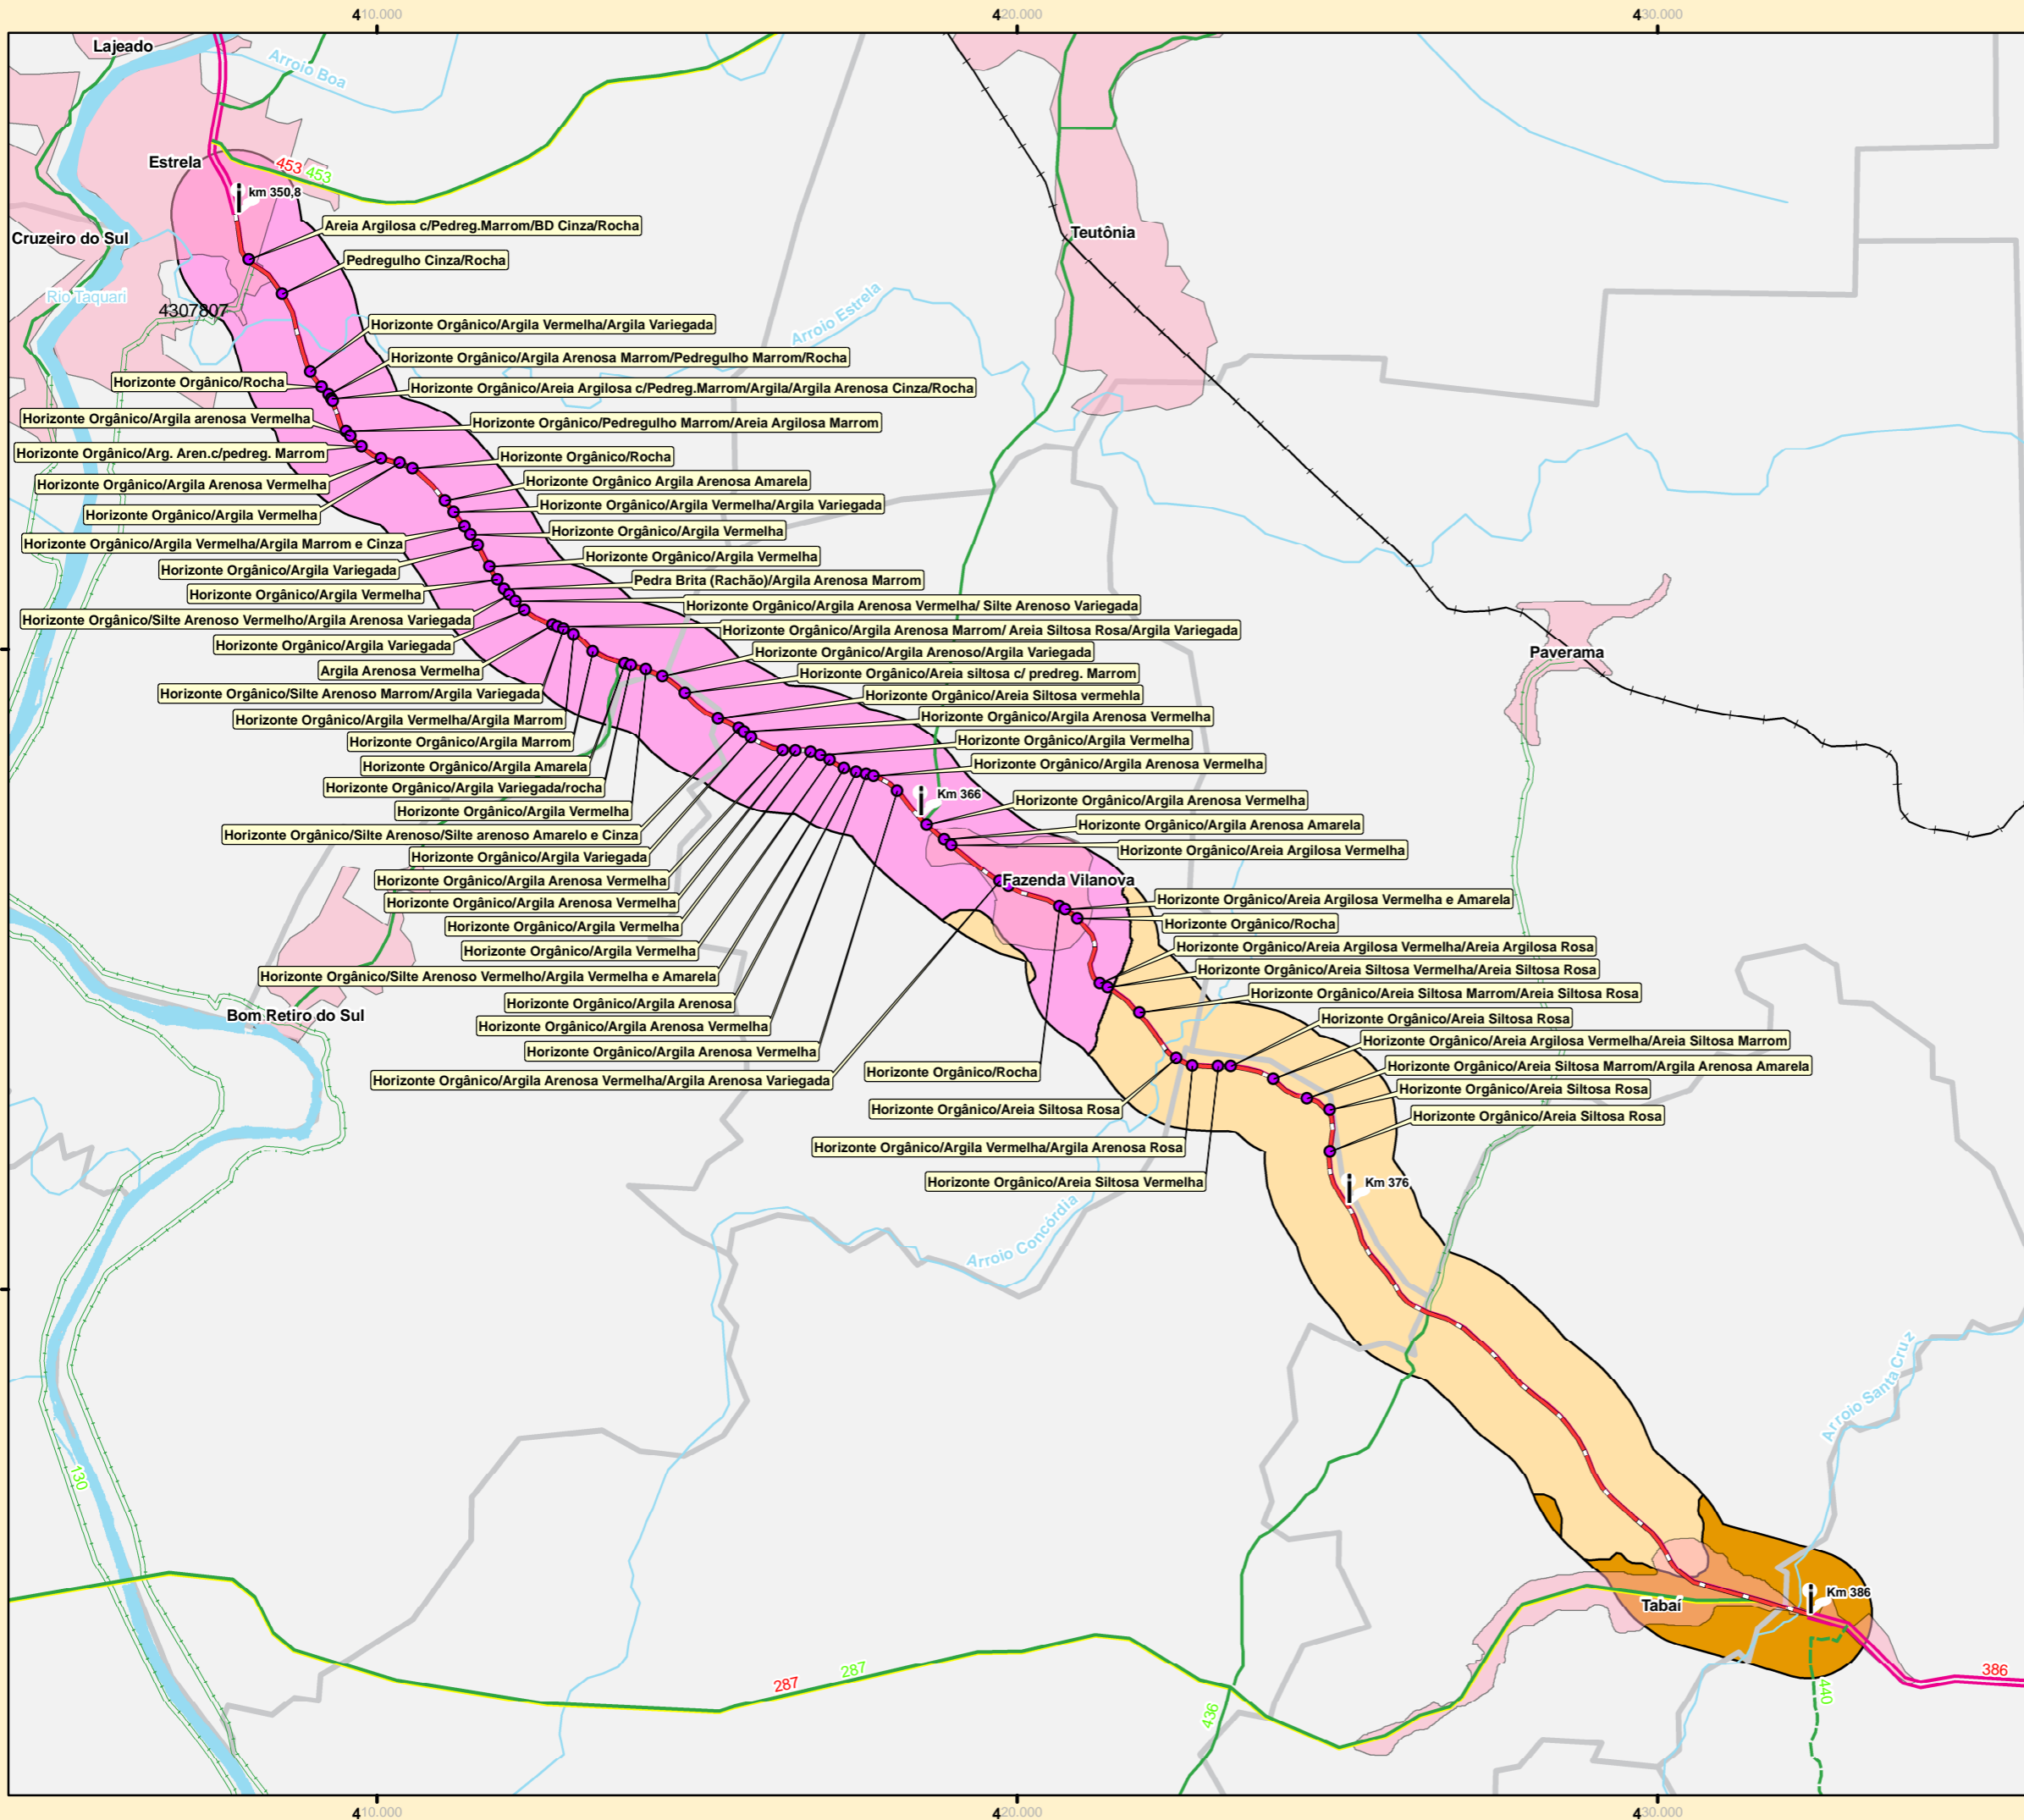 410.000
420.000
430.000
Lajeado
Arroio Boa
Estrela
453
453
km 350,8
Areia Argilosa c/Pedreg.Marrom/BD Cinza/Rocha
Teutônia
Cruzeiro do Sul
Pedregulho Cinza/Rocha
Rio Taquari
4307807
Arroio Estrela
Horizonte Orgânico/Argila Vermelha/Argila Variegada
Horizonte Orgânico/Argila Arenosa Marrom/Pedregulho Marrom/Rocha
Horizonte Orgânico/Rocha
Horizonte Orgânico/Areia Argilosa c/Pedreg.Marrom/Argila/Argila Arenosa Cinza/Rocha
Horizonte Orgânico/Argila arenosa Vermelha
Horizonte Orgânico/Pedregulho Marrom/Areia Argilosa Marrom
Horizonte Orgânico/Arg. Aren.c/pedreg. Marrom
Horizonte Orgânico/Rocha
Horizonte Orgânico/Argila Arenosa Vermelha
Horizonte Orgânico Argila Arenosa Amarela
Horizonte Orgânico/Argila Vermelha/Argila Variegada
Horizonte Orgânico/Argila Vermelha
Horizonte Orgânico/Argila Vermelha
Horizonte Orgânico/Argila Vermelha/Argila Marrom e Cinza
Horizonte Orgânico/Argila Vermelha
Horizonte Orgânico/Argila Variegada
Pedra Brita (Rachão)/Argila Arenosa Marrom
Horizonte Orgânico/Argila Vermelha
Horizonte Orgânico/Argila Arenosa Vermelha/ Silte Arenoso Variegada
Horizonte Orgânico/Silte Arenoso Vermelho/Argila Arenosa Variegada
Horizonte Orgânico/Argila Arenosa Marrom/ Areia Siltosa Rosa/Argila Variegada
Horizonte Orgânico/Argila Variegada
Horizonte Orgânico/Argila Arenoso/Argila Variegada
Paverama
Argila Arenosa Vermelha
Horizonte Orgânico/Areia siltosa c/ predreg. Marrom
Horizonte Orgânico/Silte Arenoso Marrom/Argila Variegada
Horizonte Orgânico/Areia Siltosa vermehla
Horizonte Orgânico/Argila Vermelha/Argila Marrom
Horizonte Orgânico/Argila Arenosa Vermelha
Horizonte Orgânico/Argila Marrom
Horizonte Orgânico/Argila Vermelha
Horizonte Orgânico/Argila Amarela
Horizonte Orgânico/Argila Arenosa Vermelha
Horizonte Orgânico/Argila Variegada/rocha
Km 366
Horizonte Orgânico/Argila Arenosa Vermelha
Horizonte Orgânico/Argila Vermelha
Horizonte Orgânico/Argila Arenosa Amarela
Horizonte Orgânico/Silte Arenoso/Silte arenoso Amarelo e Cinza
Horizonte Orgânico/Areia Argilosa Vermelha
Horizonte Orgânico/Argila Variegada
Horizonte Orgânico/Argila Arenosa Vermelha
Fazenda Vilanova
Horizonte Orgânico/Argila Arenosa Vermelha
Horizonte Orgânico/Areia Argilosa Vermelha e Amarela
Horizonte Orgânico/Argila Vermelha
Horizonte Orgânico/Rocha
Horizonte Orgânico/Argila Vermelha
Horizonte Orgânico/Areia Argilosa Vermelha/Areia Argilosa Rosa
Horizonte Orgânico/Silte Arenoso Vermelho/Argila Vermelha e Amarela
Horizonte Orgânico/Areia Siltosa Vermelha/Areia Siltosa Rosa
Horizonte Orgânico/Argila Arenosa
Horizonte Orgânico/Areia Siltosa Marrom/Areia Siltosa Rosa
Bom Retiro do Sul
Horizonte Orgânico/Areia Siltosa Rosa
Horizonte Orgânico/Argila Arenosa Vermelha
Horizonte Orgânico/Areia Argilosa Vermelha/Areia Siltosa Marrom
Horizonte Orgânico/Argila Arenosa Vermelha
Horizonte Orgânico/Areia Siltosa Marrom/Argila Arenosa Amarela
Horizonte Orgânico/Rocha
Horizonte Orgânico/Argila Arenosa Vermelha/Argila Arenosa Variegada
Horizonte Orgânico/Areia Siltosa Rosa
Horizonte Orgânico/Areia Siltosa Rosa
Horizonte Orgânico/Areia Siltosa Rosa
Horizonte Orgânico/Argila Vermelha/Argila Arenosa Rosa
Horizonte Orgânico/Areia Siltosa Vermelha
Km 376
Arroio Concórdia
Arroio Santa Cruz
130
Km 386
Tabaí
287
287
386
440
436
410.000
420.000
430.000